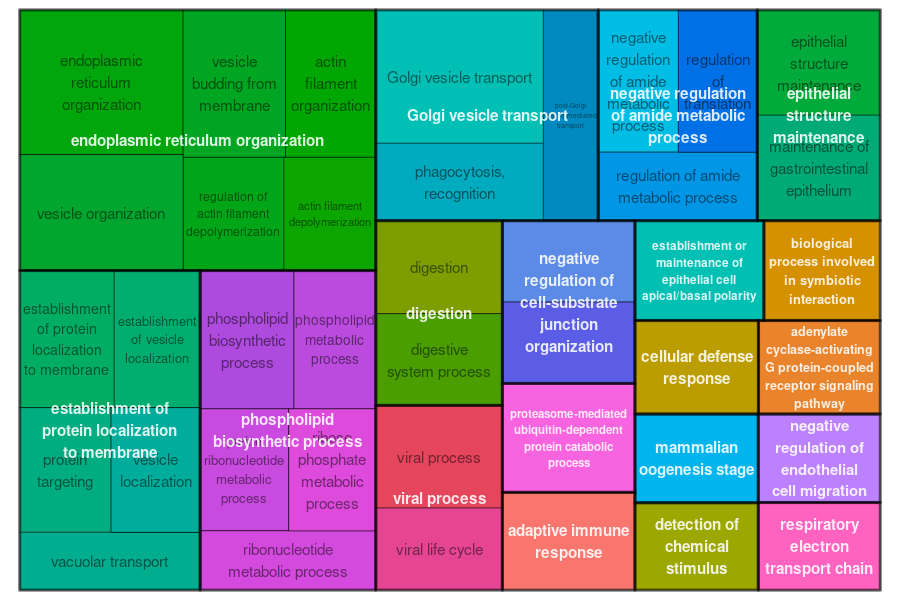 endoplasmic
reticulum
organization
vesicle
budding from
membrane
actin
filament
organization
endoplasmic reticulum organization
vesicle organization
regulation of
actin filament
depolymerization
actin filament
depolymerization
Golgi vesicle transport
post-Golgi
transport
Golgi vesicle transport
phagocytosis,
recognition
negative
regulation
of amide
metabolic
process
regulation
of
translation
negative regulation
of amide metabolic
process
regulation of amide
metabolic process
epithelial
structure
maintenance
epithelial
structure
maintenance
maintenance of
gastrointestinal
epithelium
establishment
of protein
localization
to membrane
establishment
of vesicle
localization
establishment of
protein localization
to membrane
protein
targeting
vesicle
localization
vacuolar transport
phospholipid
biosynthetic
process
phospholipid
metabolic
process
phospholipid
biosynthetic process
ribonucleotide
metabolic
process
ribose
phosphate
metabolic
process
ribonucleotide
metabolic process
digestion
digestion
digestive
system process
viral process
viral process
viral life cycle
negative
regulation of
cell-substrate
junction
organization
proteasome-mediated
ubiquitin-dependent
protein catabolic
process
adaptive immune
response
establishment or
maintenance of
epithelial cell
apical/basal polarity
biological
process involved
in symbiotic
interaction
cellular defense
response
adenylate
cyclase-activating
G protein-coupled
receptor signaling
pathway
mammalian
oogenesis stage
negative
regulation of
endothelial
cell migration
detection of
chemical
stimulus
respiratory
electron
transport chain